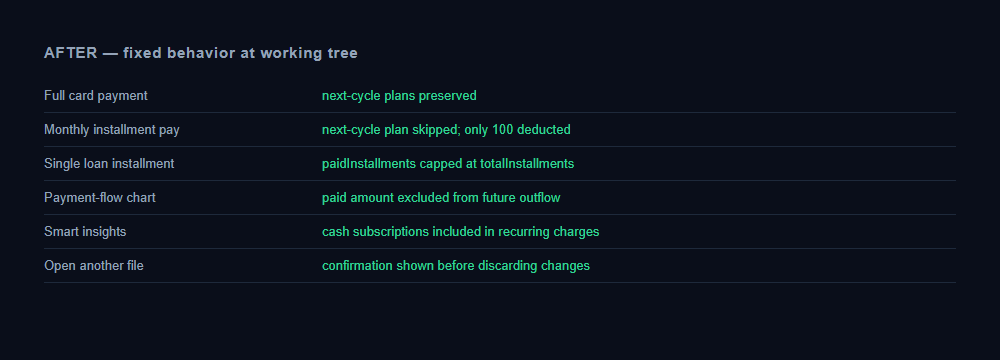 AFTER — fixed behavior at working tree
Full card payment next-cycle plans preserved
Monthly installment pay next-cycle plan skipped; only 100 deducted
Single loan installment paidInstallments capped at totalInstallments
Payment-flow chart paid amount excluded from future outflow
Smart insights cash subscriptions included in recurring charges
Open another file confirmation shown before discarding changes